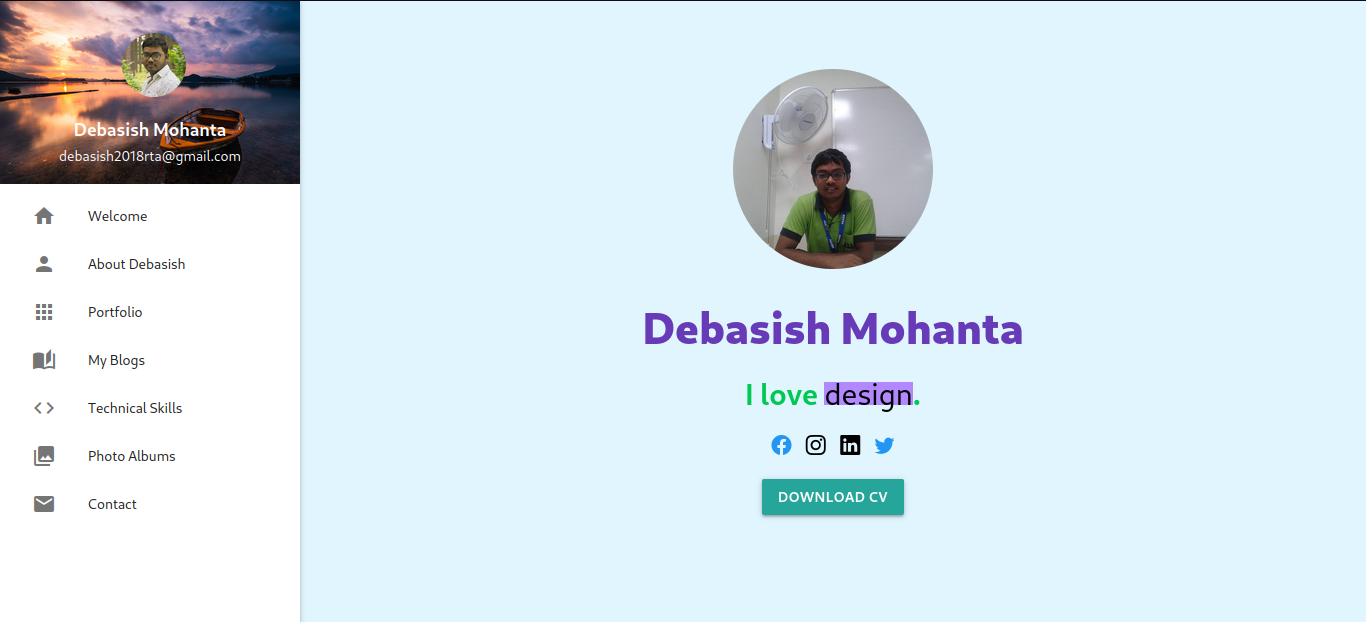 Debasish Mohanta
debasish2018rta@gmail.com
Welcome
About Debasish
Portfolio
My Blogs
Technical Skills
Photo Albums
Contact
Debasish Mohanta
I love design.
DOWNLOAD CV